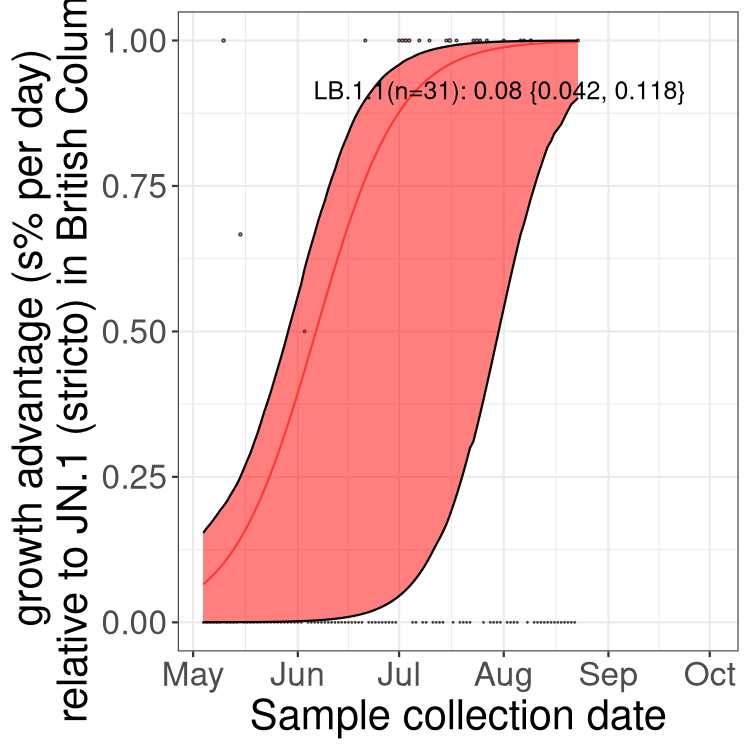 growth advantage (s% per day)
relative to JN.1 (stricto) in British Colum
1.00
0.75
0.50
0.25
0.00
LB.1.1(n=31): 0.08 {0.042, 0.118}
May Jun Jul Aug Sep Oct
Sample collection date